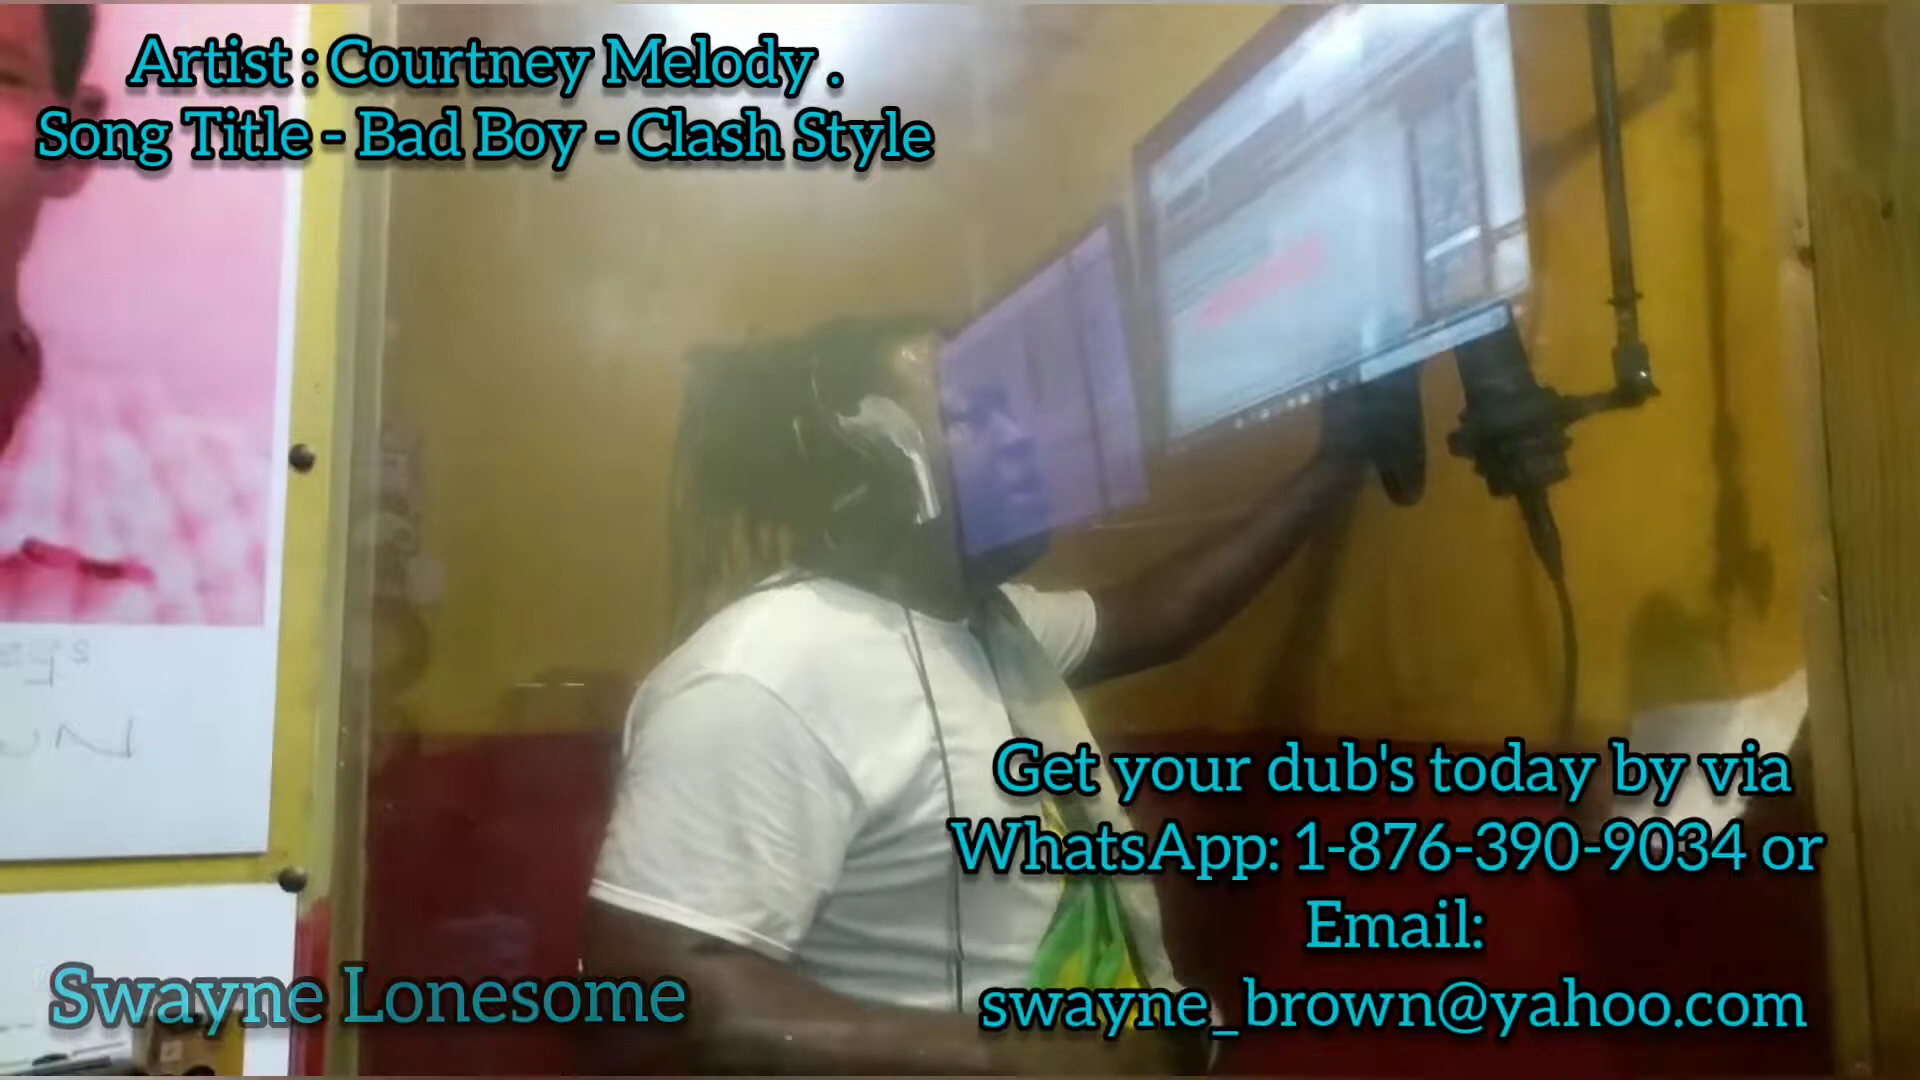 Artist : Courtney Melody .
Song Title - Bad Boy - Clash Style
Get your dub's today by via
WhatsApp: 1-876-390-9034 or
Email:
swayne_brown@yahoo.com
Swayne Lonesome